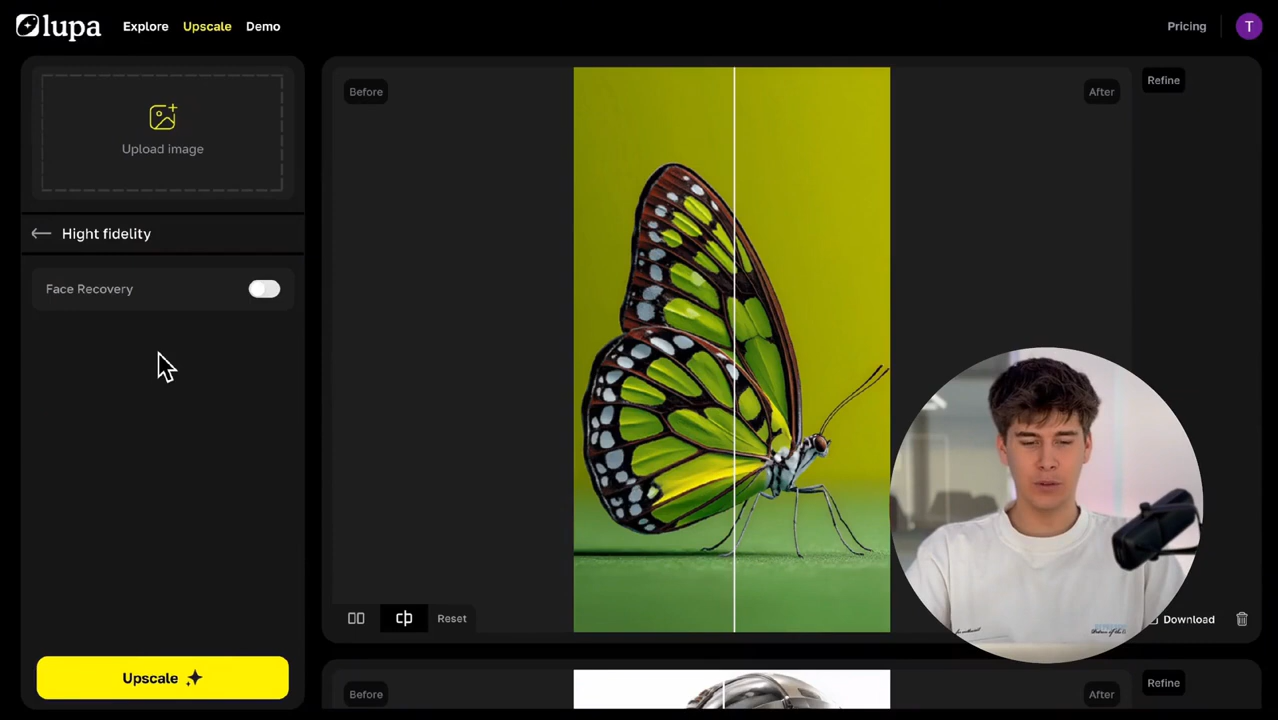 lupa
Explore Upscale Demo
Pricing
T
Upload image
Hight fidelity
Face Recovery
Upscale
Before
After
Refine
Reset
Download
Before
After
Refine